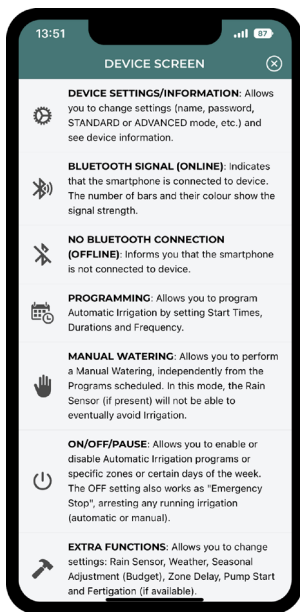 13:51
87
DEVICE SCREEN
DEVICE SETTINGS/INFORMATION: Allows
you to change settings (name, password,
STANDARD or ADVANCED mode, etc.) and
see device information.
BLUETOOTH SIGNAL (ONLINE): Indicates
that the smartphone is connected to device.
The number of bars and their colour show the
signal strength.
NO BLUETOOTH CONNECTION
(OFFLINE): Informs you that the smartphone
is not connected to device.
PROGRAMMING: Allows you to program
Automatic Irrigation by setting Start Times,
Durations and Frequency.
MANUAL WATERING: Allows you to perform
a Manual Watering, independently from the
Programs scheduled. In this mode, the Rain
Sensor (if present) will not be able to
eventually avoid Irrigation.
ON/OFF/PAUSE: Allows you to enable or
disable Automatic Irrigation programs or
specific zones or certain days of the week.
The OFF setting also works as "Emergency
Stop", arresting any running irrigation
(automatic or manual).
EXTRA FUNCTIONS: Allows you to change
settings: Rain Sensor, Weather, Seasonal
Adjustment (Budget), Zone Delay, Pump Start
and Fertigation (if available).